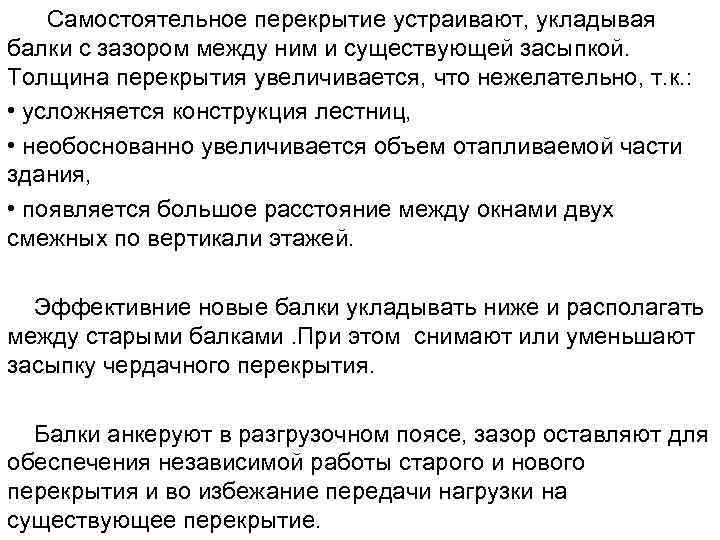 Самостоятельное перекрытие устраивают, укладывая
балки с зазором между ним и существующей засыпкой.
Толщина перекрытия увеличивается, что нежелательно, т.к. :
• усложняется конструкция лестниц,
• необоснованно увеличивается объем отапливаемой части
здания,
• появляется большое расстояние между окнами двух
смежных по вертикали этажей.
Эффективние новые балки укладывать ниже и располагать
между старыми балками .При этом снимают или уменьшают
засыпку чердачного перекрытия.
Балки анкеруют в разгрузочном поясе, зазор оставляют для
обеспечения независимой работы старого и нового
перекрытия и во избежание передачи нагрузки на
существующее перекрытие.